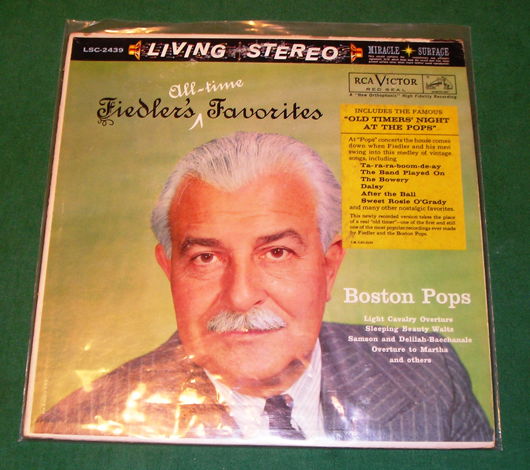 LSC-2439
LIVING STEREO
MIRACLE SURFACE
RCA VICTOR
RED SEAL
A "New Orthophonic" High Fidelity Recording
All-time
Fiedler's Favorites
INCLUDES THE FAMOUS
"OLD TIMERS' NIGHT
AT THE POPS"
At "Pops" concerts the house comes
down when Fiedler and his men
swing into this medley of vintage
songs, including
Ta-ra-ra-boom-de-ay
The Band Played On
The Bowery
Daisy
After the Ball
Sweet Rosie O'Grady
and many other nostalgic favorites.
This newly recorded version takes the place
of a real "old timer"—one of the first and still
one of the most popular recordings ever made
by Fiedler and the Boston Pops.
Boston Pops
Light Cavalry Overture
Sleeping Beauty Waltz
Samson and Delilah-Bacchanale
Overture to Martha
and others